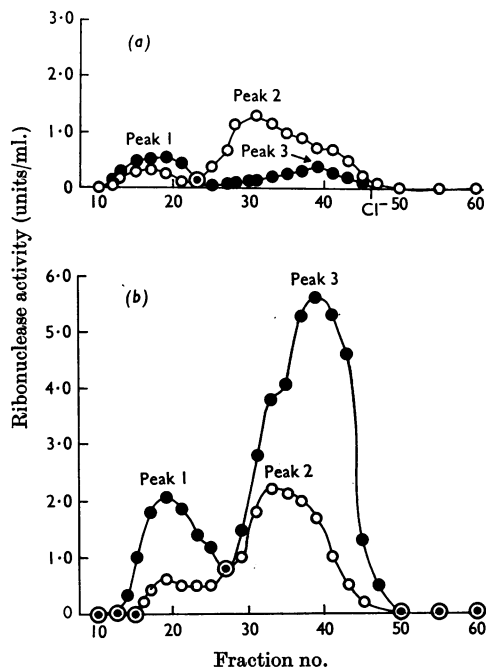 3·0
(a)
2·0
Peak 2
Peak 1
1·0
Peak 3
0
10
20
30
40
50
60
Cl⁻
Ribonuclease activity (units/ml.)
6.0
Peak 3
(b)
5·0
4·0
3·0
Peak 1
Peak 2
2·0
1·0
0
10
20
30
40
50
60
Fraction no.